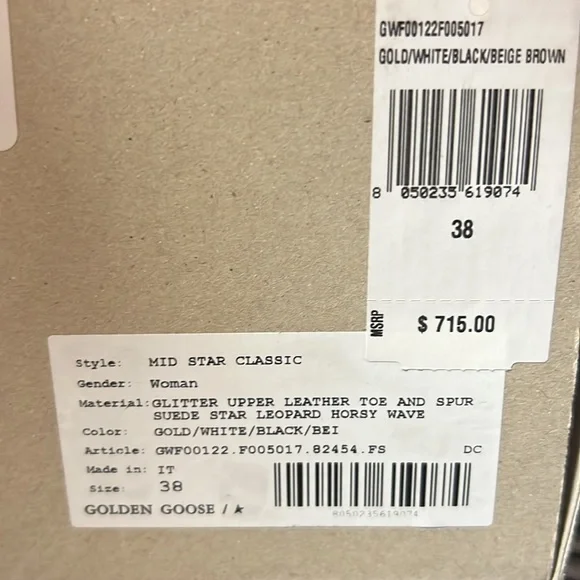 GWF00122F005017
GOLD/WHITE/BLACK/BEIGE BROWN
8 050235 619074
38
MSRP $ 715.00
Style: MID STAR CLASSIC
Gender: Woman
Material: GLITTER UPPER LEATHER TOE AND SPUR
SUEDE STAR LEOPARD HORSY WAVE
Color: GOLD/WHITE/BLACK/BEI
Article: GWF00122.F005017.82454.FS DC
Made in: IT
Size: 38
8050235619074
GOLDEN GOOSE / ★